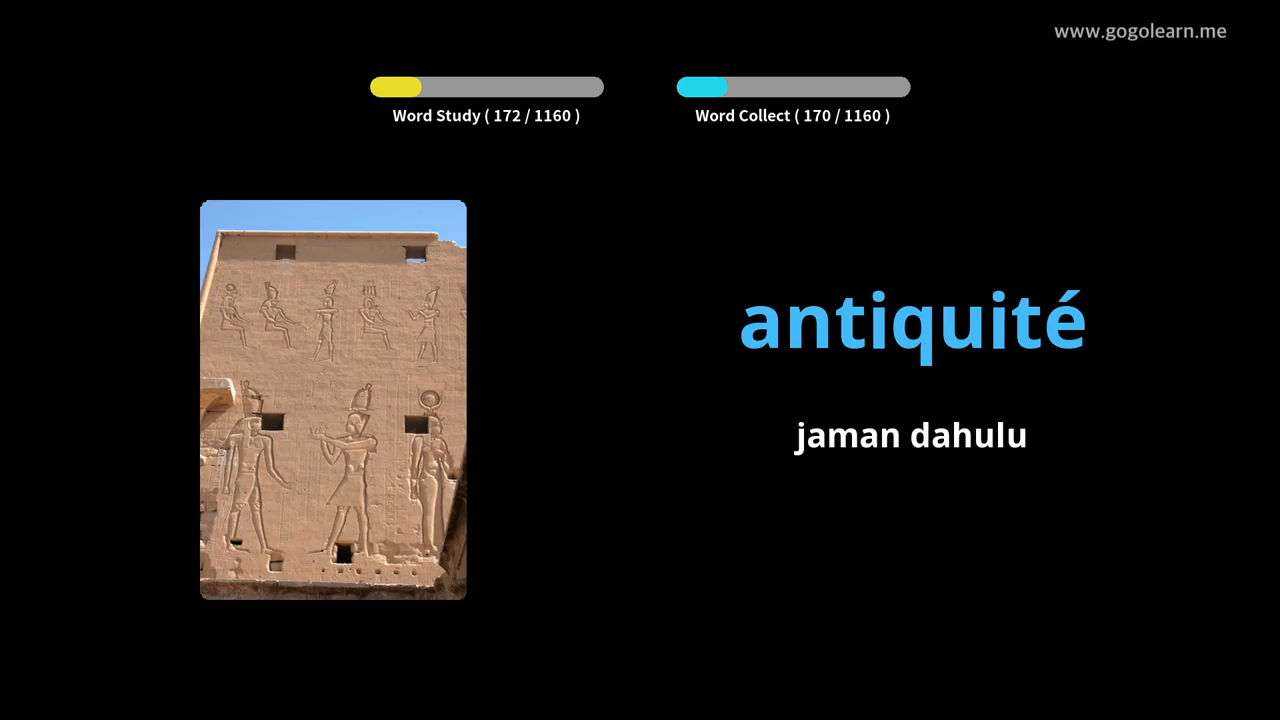 www.gogolearn.me
Word Study ( 172 / 1160 )
Word Collect ( 170 / 1160 )
antiquité
jaman dahulu